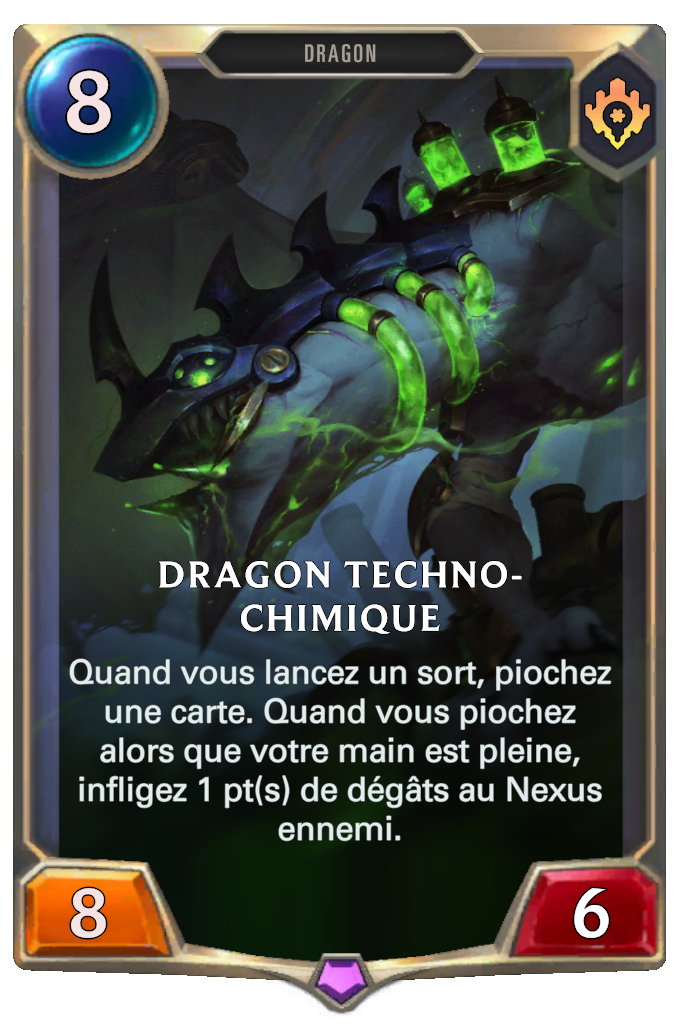 DRAGON
8
DRAGON TECHNO-
CHIMIQUE
Quand vous lancez un sort, piochez
une carte. Quand vous piochez
alors que votre main est pleine,
infligez 1 pt(s) de dégâts au Nexus
ennemi.
8
6